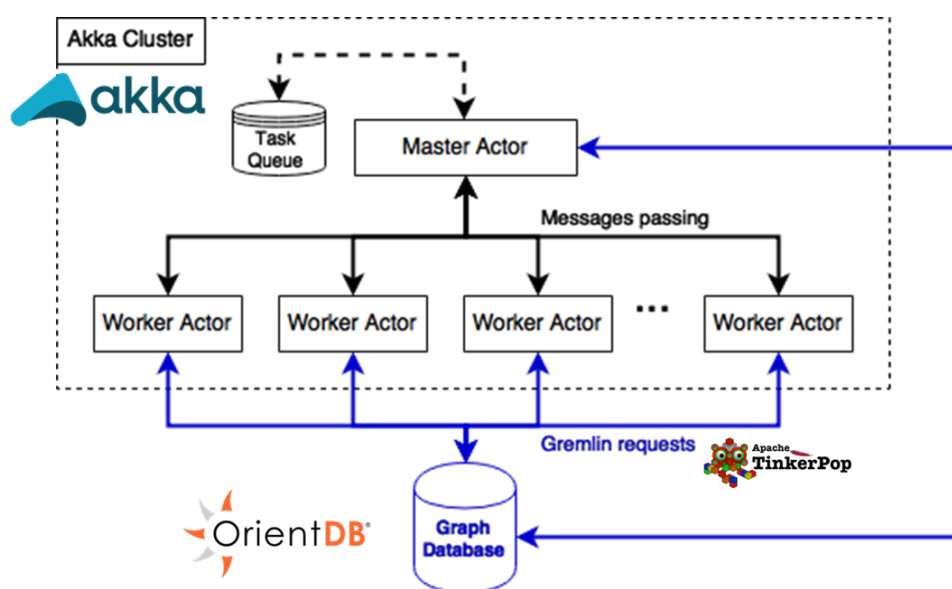 Akka Cluster
akka
Task
Queue
Master Actor
Messages passing
Worker Actor
Worker Actor
Worker Actor
...
Worker Actor
Gremlin requests
Apache
TinkerPop
OrientDB®
Graph
Database